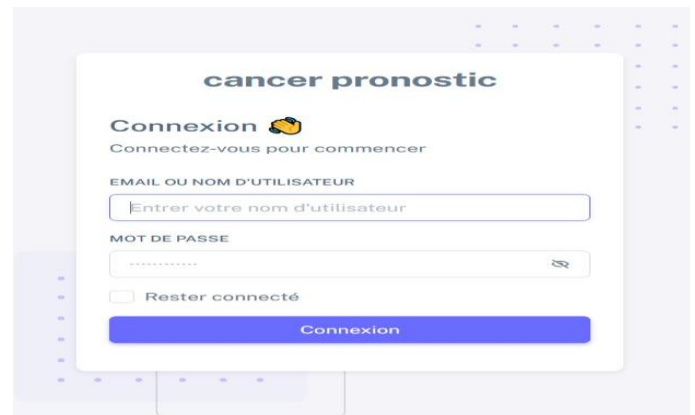 cancer pronostic
Connexion
Connectez-vous pour commencer
EMAIL OU NOM D'UTILISATEUR
Entrer votre nom d'utilisateur
MOT DE PASSE
............
Rester connecté
Connexion